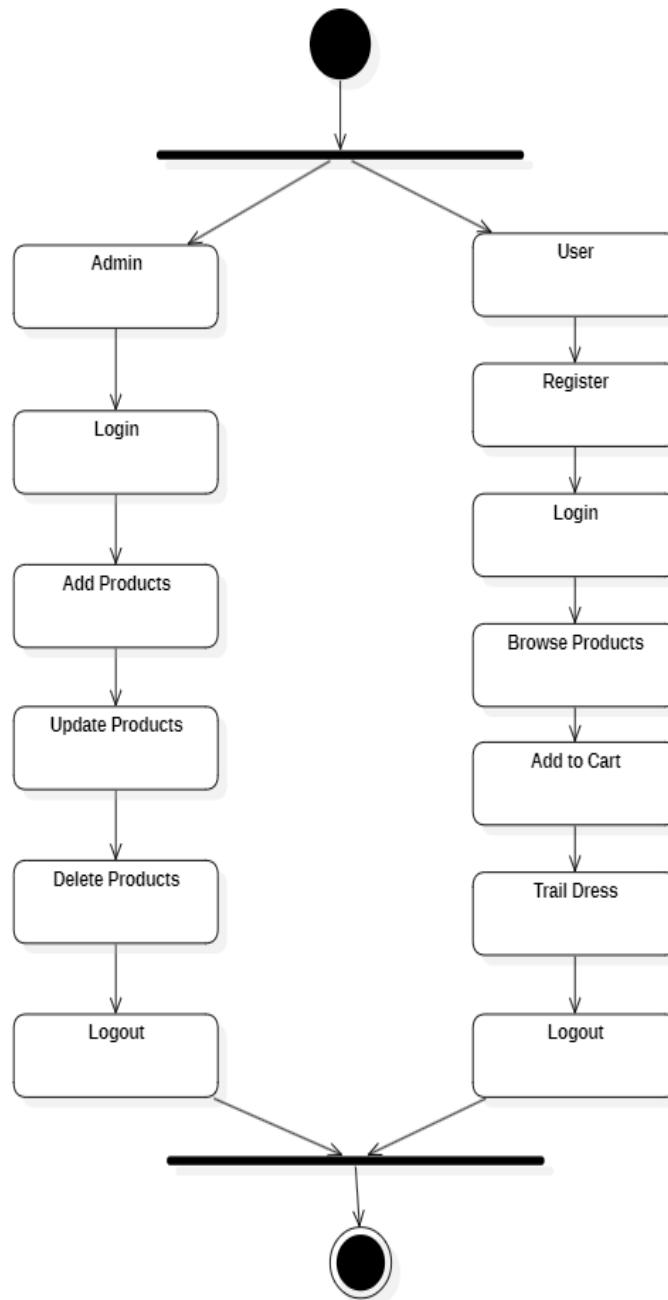 Admin
Login
Add Products
Update Products
Delete Products
Logout
User
Register
Login
Browse Products
Add to Cart
Trail Dress
Logout